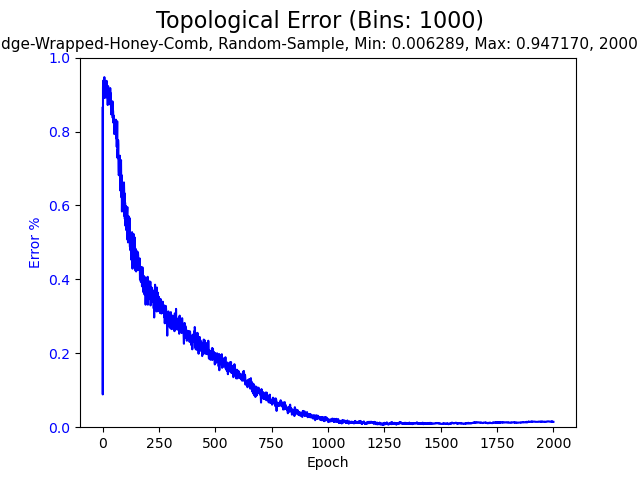 Topological Error (Bins: 1000)
dge-Wrapped-Honey-Comb, Random-Sample, Min: 0.006289, Max: 0.947170, 2000
1.0
0.8
0.6
0.4
0.2
0.0
Error %
0 250 500 750 1000 1250 1500 1750 2000
Epoch